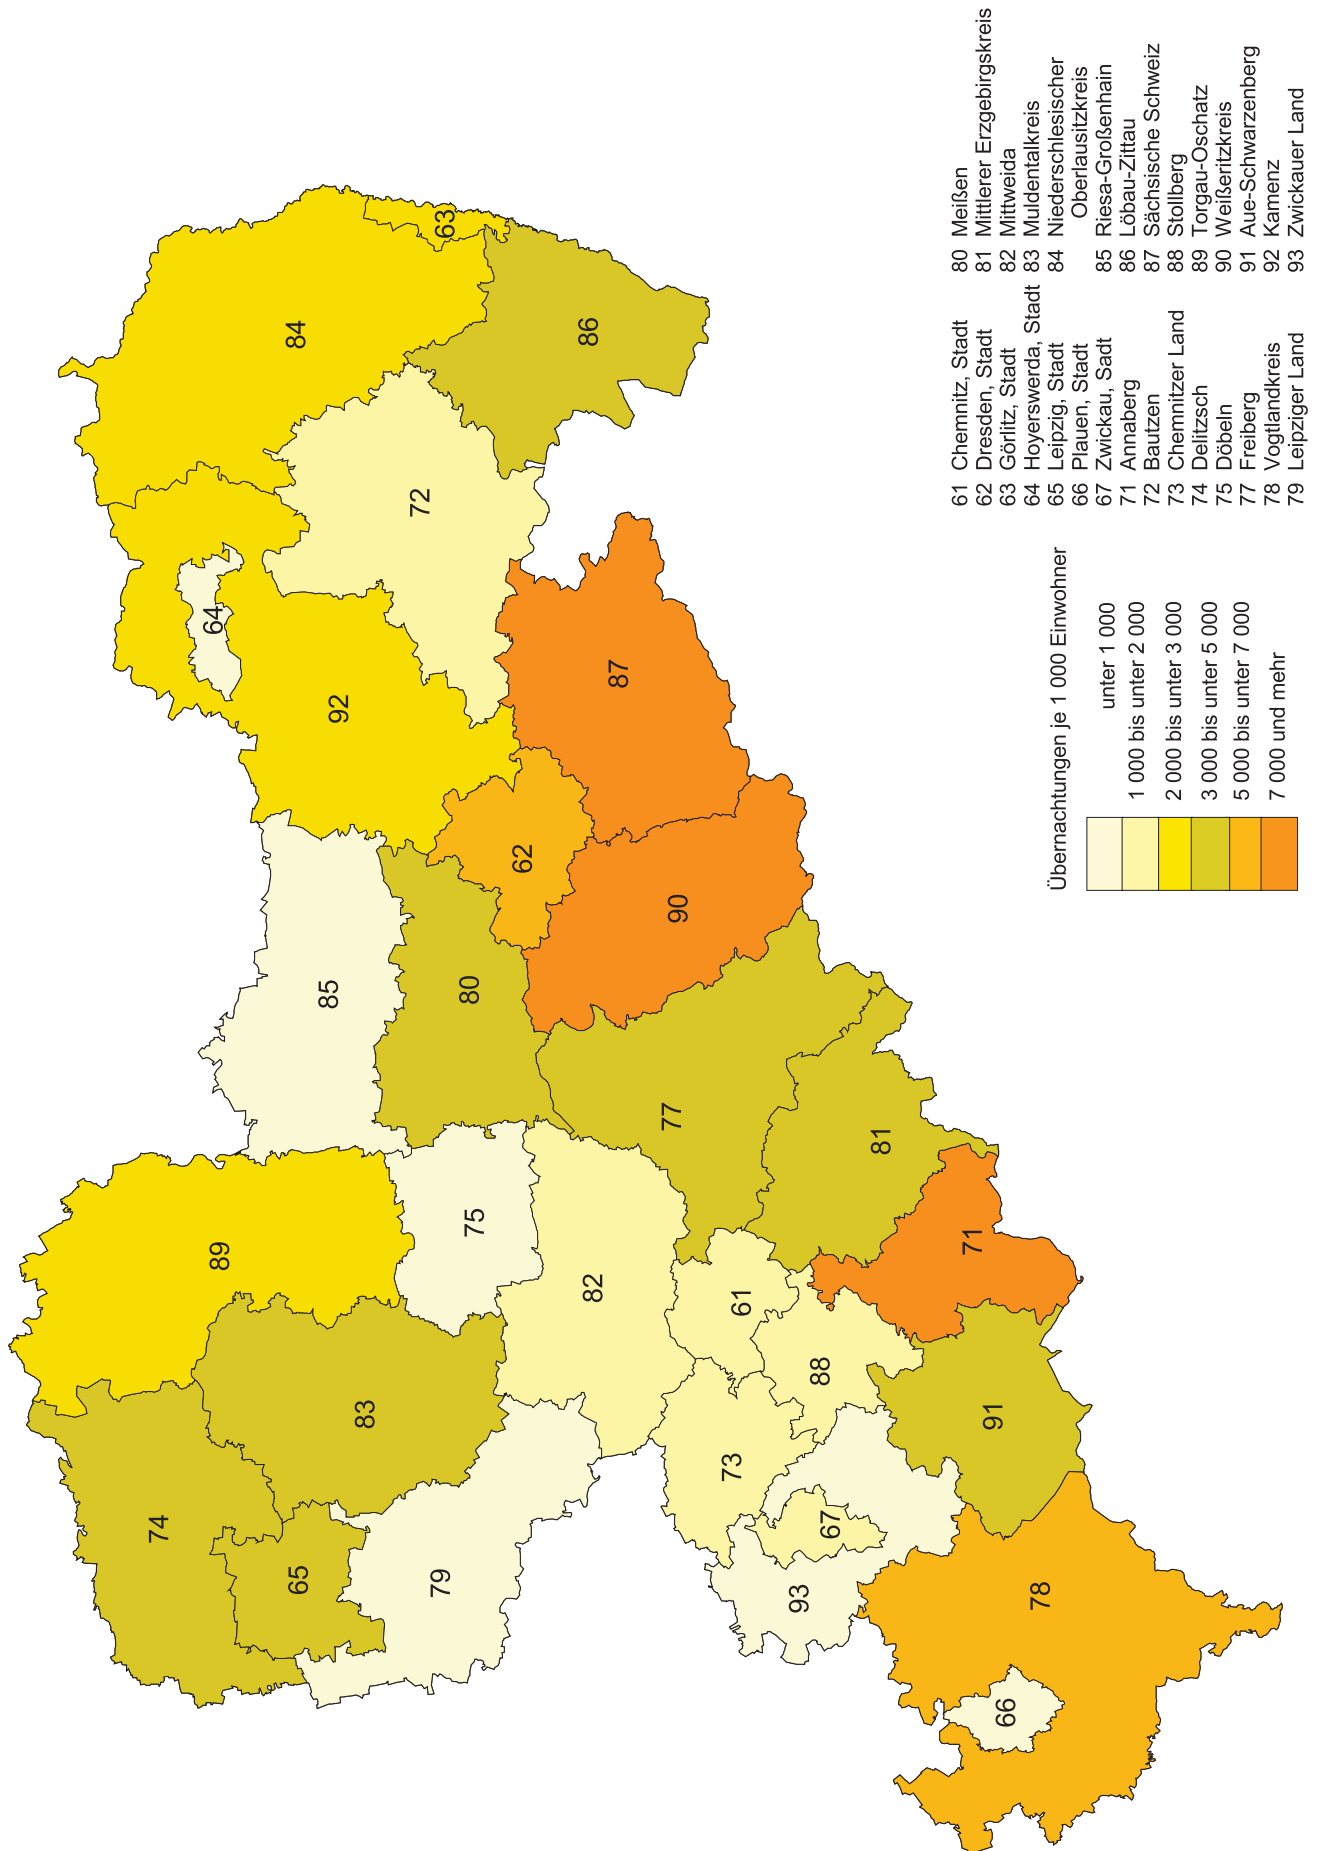 84
63
86
72
64
92
87
62
90
85
80
77
81
71
89
75
82
61
88
83
91
73
74
65
79
67
93
78
66
Übernachtungen je 1 000 Einwohner
unter 1 000
1 000 bis unter 2 000
2 000 bis unter 3 000
3 000 bis unter 5 000
5 000 bis unter 7 000
7 000 und mehr
61 Chemnitz, Stadt
62 Dresden, Stadt
63 Görlitz, Stadt
64 Hoyerswerda, Stadt
65 Leipzig, Stadt
66 Plauen, Stadt
67 Zwickau, Sadt
71 Annaberg
72 Bautzen
73 Chemnitzer Land
74 Delitzsch
75 Döbeln
77 Freiberg
78 Vogtlandkreis
79 Leipziger Land
80 Meißen
81 Mittlerer Erzgebirgskreis
82 Mittweida
83 Muldentalkreis
84 Niederschlesischer
Oberlausitzkreis
85 Riesa-Großenhain
86 Löbau-Zittau
87 Sächsische Schweiz
88 Stollberg
89 Torgau-Oschatz
90 Weißeritzkreis
91 Aue-Schwarzenberg
92 Kamenz
93 Zwickauer Land